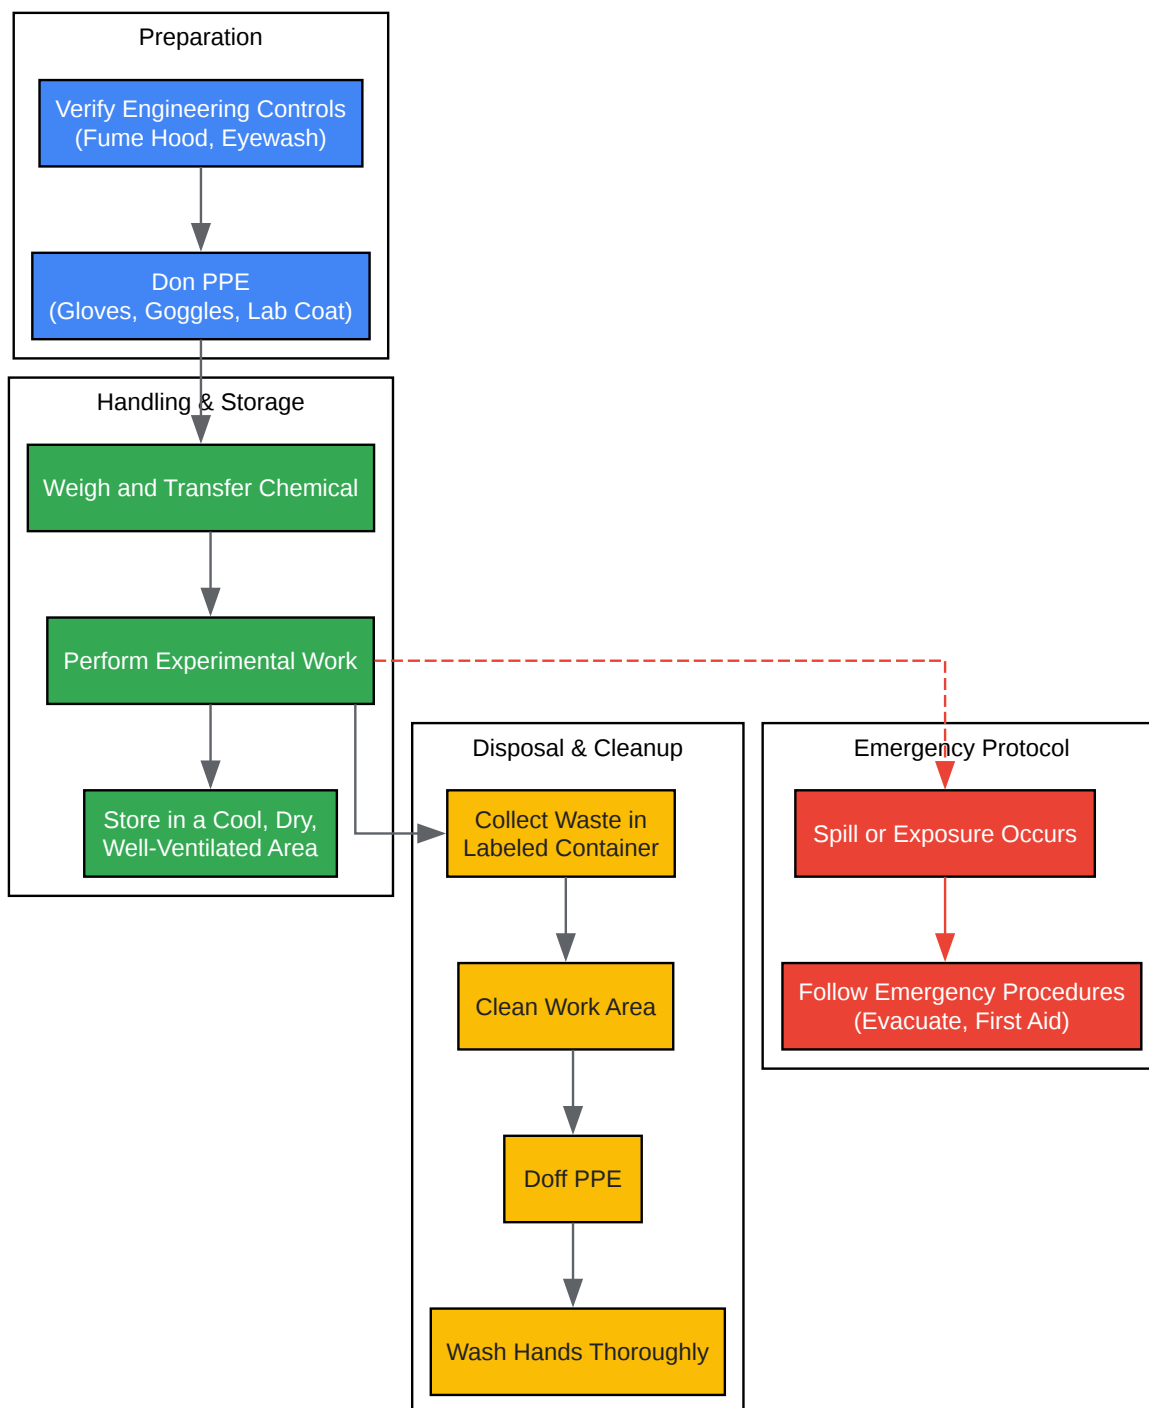 Preparation
Verify Engineering Controls
(Fume Hood, Eyewash)
Don PPE
(Gloves, Goggles, Lab Coat)
Handling & Storage
Weigh and Transfer Chemical
Perform Experimental Work
Store in a Cool, Dry,
Well-Ventilated Area
Disposal & Cleanup
Collect Waste in
Labeled Container
Clean Work Area
Doff PPE
Wash Hands Thoroughly
Emergency Protocol
Spill or Exposure Occurs
Follow Emergency Procedures
(Evacuate, First Aid)